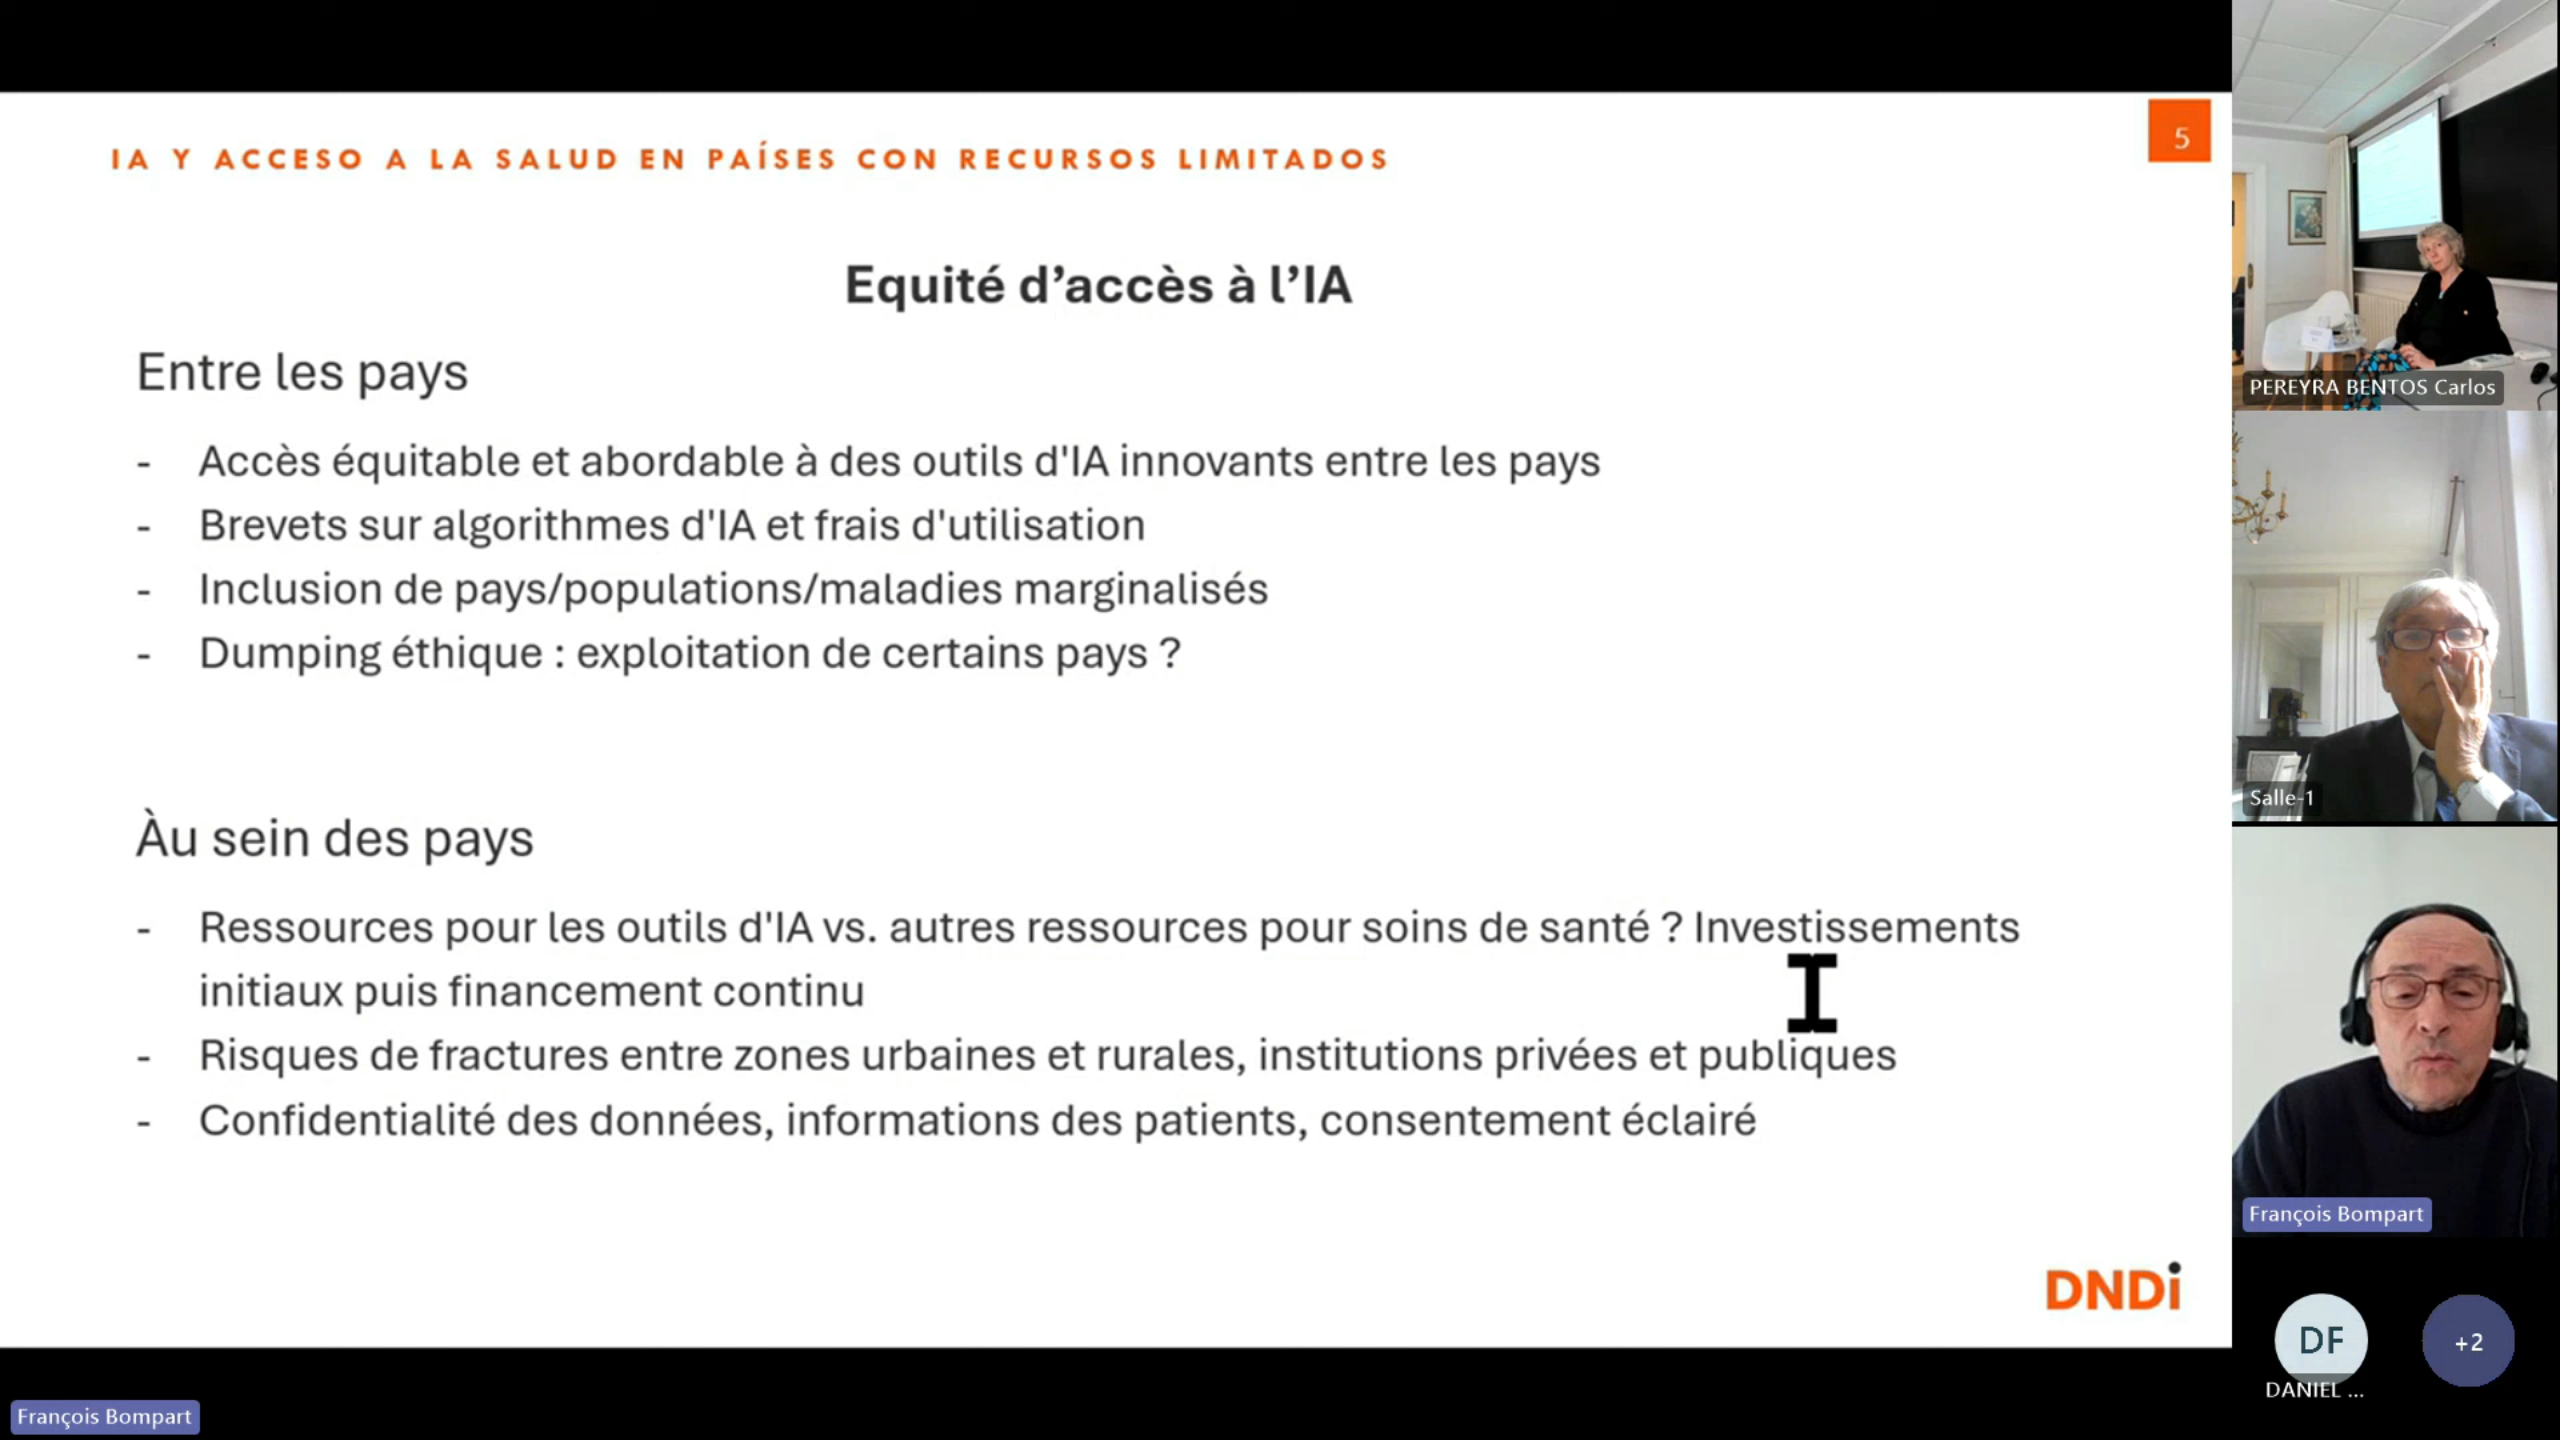 IA Y ACCESO A LA SALUD EN PAÍSES CON RECURSOS LIMITADOS
5
Equité d’accès à l’IA
Entre les pays
- Accès équitable et abordable à des outils d'IA innovants entre les pays
- Brevets sur algorithmes d'IA et frais d'utilisation
- Inclusion de pays/populations/maladies marginalisés
- Dumping éthique : exploitation de certains pays ?
Àu sein des pays
- Ressources pour les outils d'IA vs. autres ressources pour soins de santé ? Investissements
initiaux puis financement continu
- Risques de fractures entre zones urbaines et rurales, institutions privées et publiques
- Confidentialité des données, informations des patients, consentement éclairé
DNDi
François Bompart
PEREYRA BENTOS Carlos
Salle-1
François Bompart
DF
DANIEL ...
+2